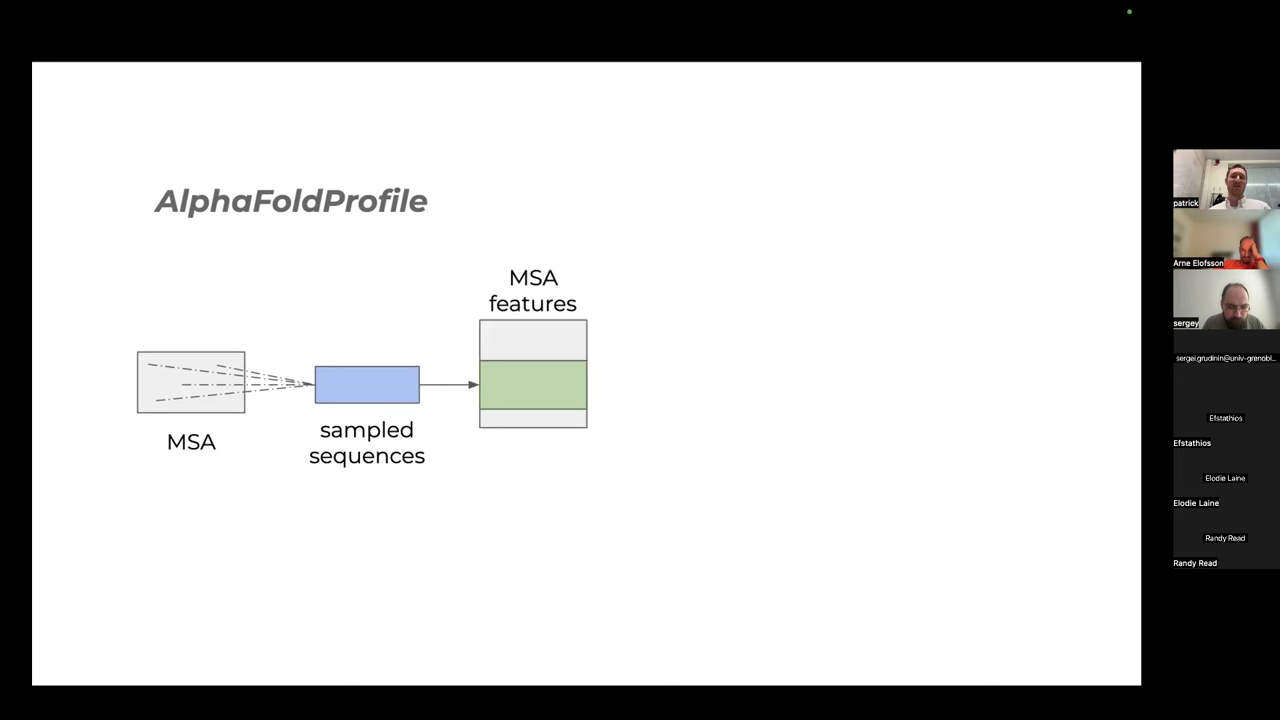 AlphaFoldProfile
MSA
features
MSA
sampled
sequences
patrick
Arne Elofsson
sergey
sergei.grudinin@univ-grenobl...
Efstathios
Efstathios
Elodie Laine
Elodie Laine
Randy Read
Randy Read